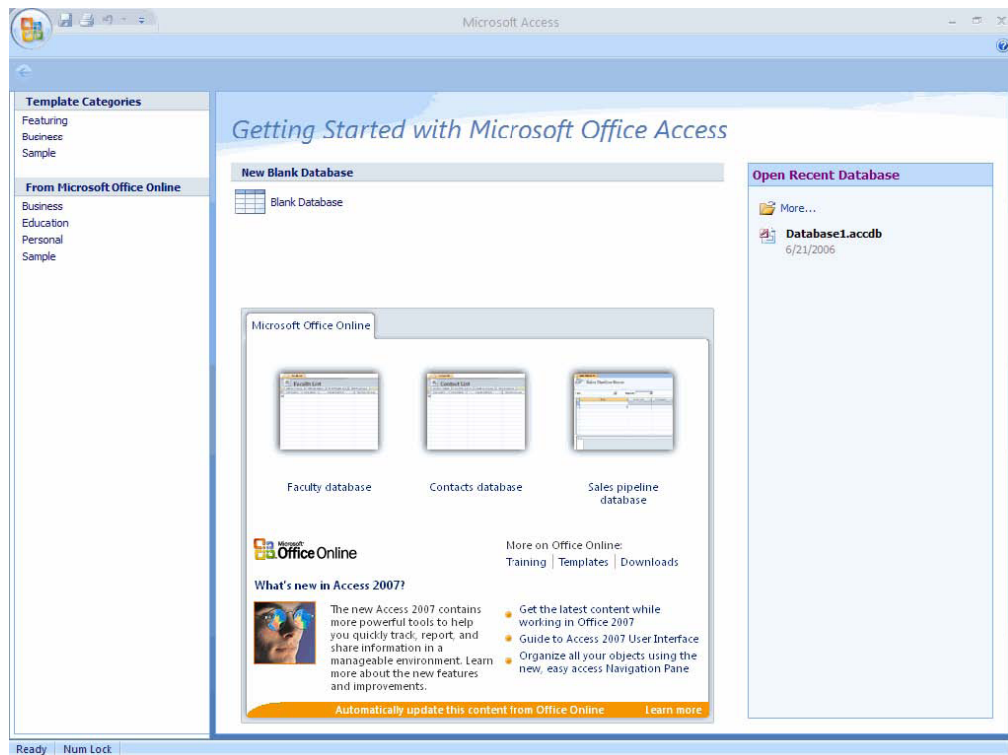 Microsoft Access
Template Categories
Featuring
Business
Sample
From Microsoft Office Online
Business
Education
Personal
Sample
Getting Started with Microsoft Office Access
New Blank Database
Blank Database
Open Recent Database
More...
Database1.accdb
6/21/2006
Microsoft Office Online
Faculty List
Contact List
Faculty database
Contacts database
Sales pipeline
database
Microsoft
Office Online
More on Office Online:
Training
Templates
Downloads
What's new in Access 2007?
The new Access 2007 contains
more powerful tools to help
you quickly track, report, and
share information in a
manageable environment. Learn
more about the new features
and improvements.
Get the latest content while
working in Office 2007
Guide to Access 2007 User Interface
Organize all your objects using the
new, easy access Navigation Pane
Automatically update this content from Office Online
Learn more
Ready
Num Lock